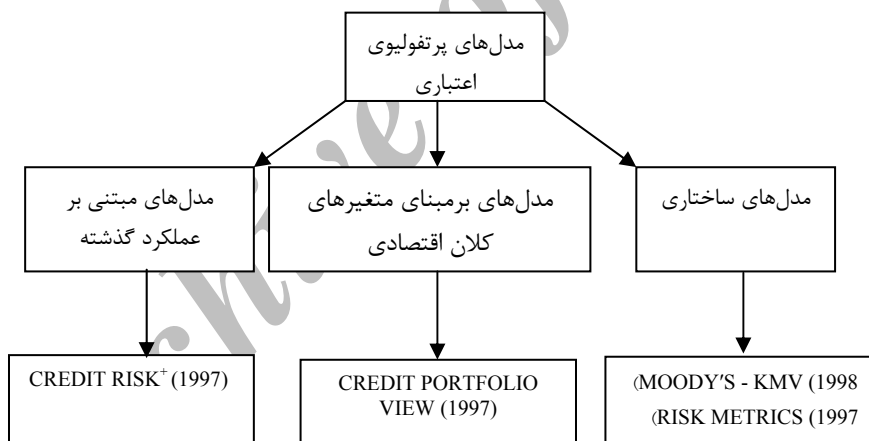 مدل‌های پرتفولیوی
اعتباری
مدل‌های ساختاری
مدل‌های برمبنای متغیرهای
کلان اقتصادی
مدل‌های مبتنی بر
عملکرد گذشته
(MOODY'S - KMV (1998
(RISK METRICS (1997
CREDIT PORTFOLIO
VIEW (1997)
CREDIT RISK⁺ (1997)